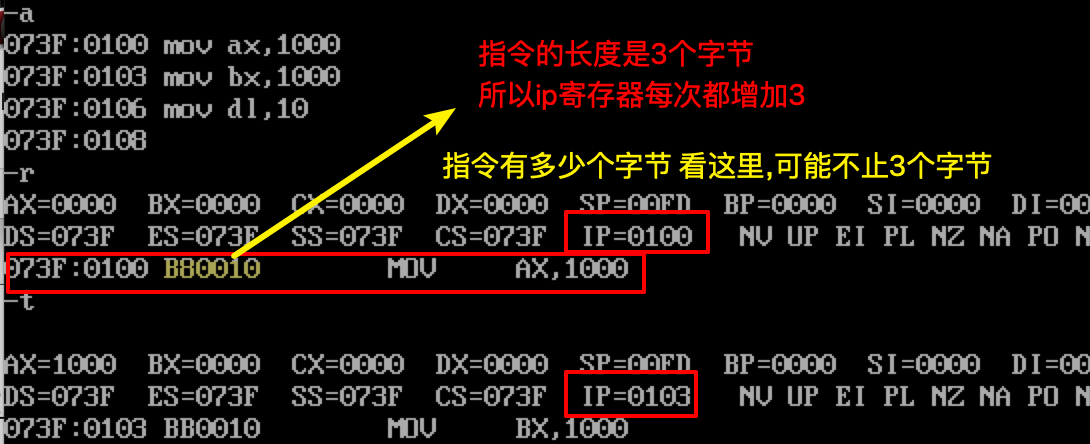 -a
073F:0100 mov ax,1000
指令的长度是3个字节
073F:0103 mov bx,1000
所以ip寄存器每次都增加3
073F:0106 mov dl,10
073F:0108
指令有多少个字节 看这里,可能不止3个字节
-r
AX=0000 BX=0000 CX=0000 DX=0000 SP=00FD BP=0000 SI=0000 DI=00
DS=073F ES=073F SS=073F CS=073F IP=0100 NV UP EI PL NZ NA PO N
073F:0100 B80010 MOV AX,1000
-t
AX=1000 BX=0000 CX=0000 DX=0000 SP=00FD BP=0000 SI=0000 DI=00
DS=073F ES=073F SS=073F CS=073F IP=0103 NV UP EI PL NZ NA PO N
073F:0103 BB0010 MOV BX,1000